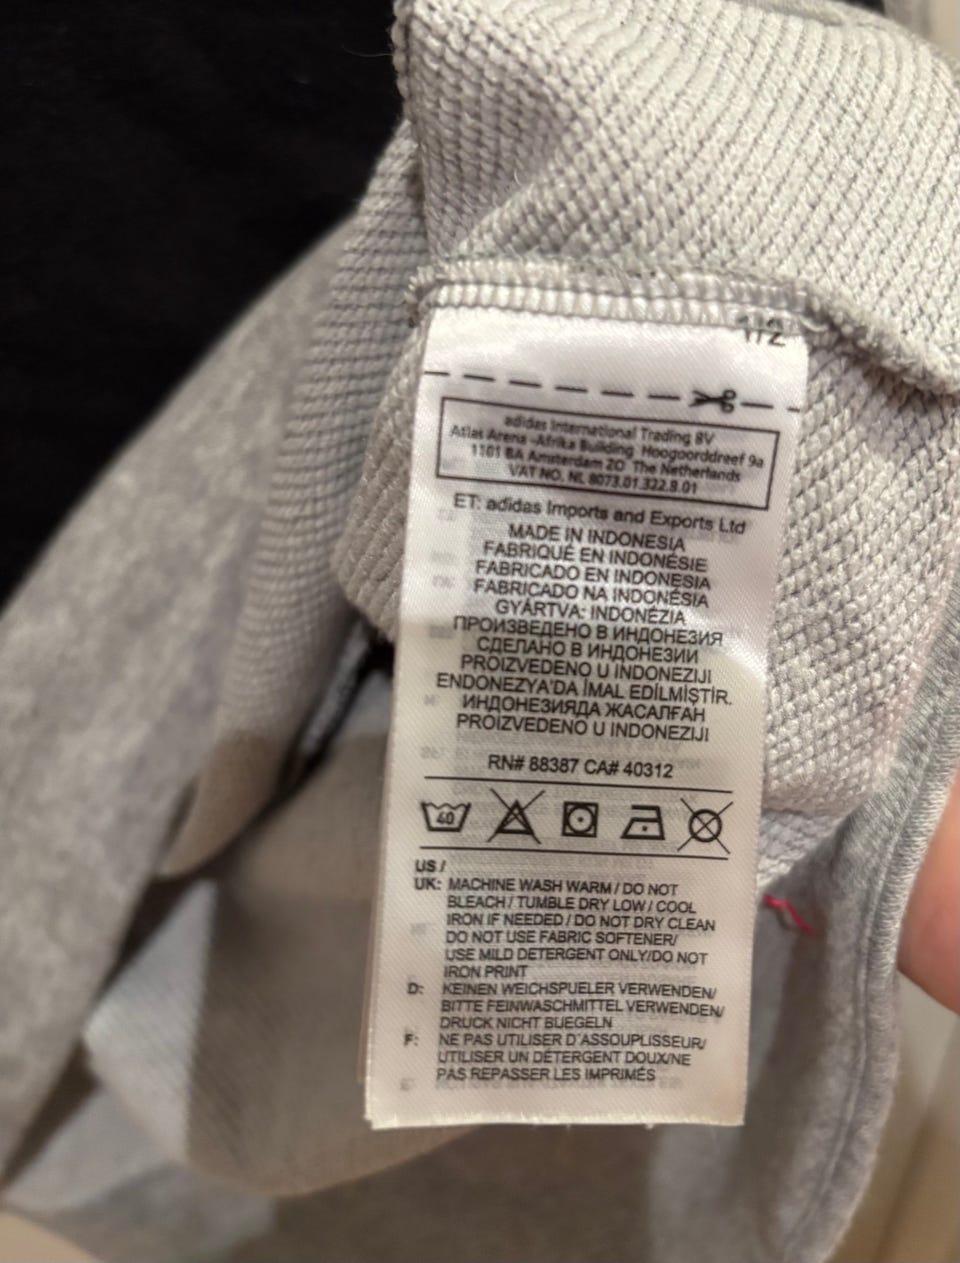 1/2
adidas International Trading BV
Atlas Arena -Afrika Building Hoogoorddreef 9a
1101 BA Amsterdam ZO The Netherlands
VAT NO. NL 8073.01.322.B.01
ET: adidas Imports and Exports Ltd
MADE IN INDONESIA
FABRIQUÉ EN INDONÉSIE
FABRICADO EN INDONESIA
FABRICADO NA INDONÉSIA
GYÁRTVA: INDONÉZIA
ПРОИЗВЕДЕНО В ИНДОНЕЗИЯ
СДЕЛАНО В ИНДОНЕЗИИ
PROIZVEDENO U INDONEZIJI
ENDONEZYA'DA İMAL EDİLMİŞTİR.
ИНДОНЕЗИЯДА ЖАСАЛҒАН
PROIZVEDENO U INDONEZIJI
RN# 88387 CA# 40312
40
US /
UK: MACHINE WASH WARM / DO NOT
BLEACH / TUMBLE DRY LOW / COOL
IRON IF NEEDED / DO NOT DRY CLEAN
DO NOT USE FABRIC SOFTENER/
USE MILD DETERGENT ONLY/DO NOT
IRON PRINT
D: KEINEN WEICHSPUELER VERWENDEN/
BITTE FEINWASCHMITTEL VERWENDEN/
DRUCK NICHT BUEGELN
F: NE PAS UTILISER D'ASSOUPLISSEUR/
UTILISER UN DÉTERGENT DOUX/NE
PAS REPASSER LES IMPRIMÉS